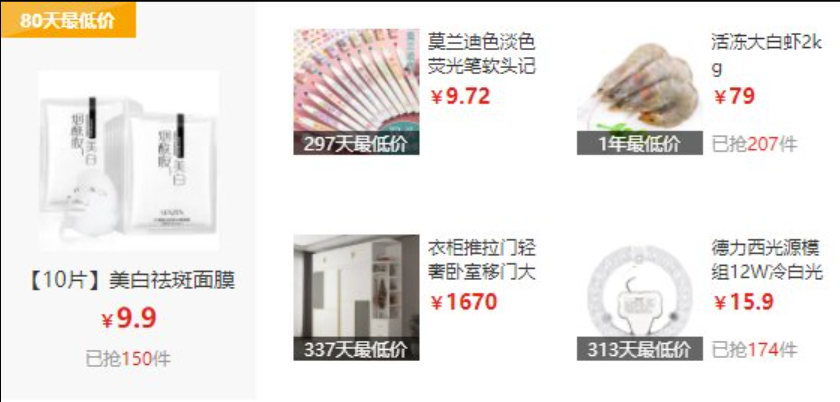 80天最低价
烟酰胺
美白
烟酰胺
美白
【10片】美白祛斑面膜
￥9.9
已抢150件
莫兰迪色淡色
荧光笔软头记
￥9.72
297天最低价
活冻大白虾2k
g
￥79
1年最低价
已抢207件
衣柜推拉门轻
奢卧室移门大
￥1670
337天最低价
德力西光源模
组12W冷白光
￥15.9
313天最低价
已抢174件